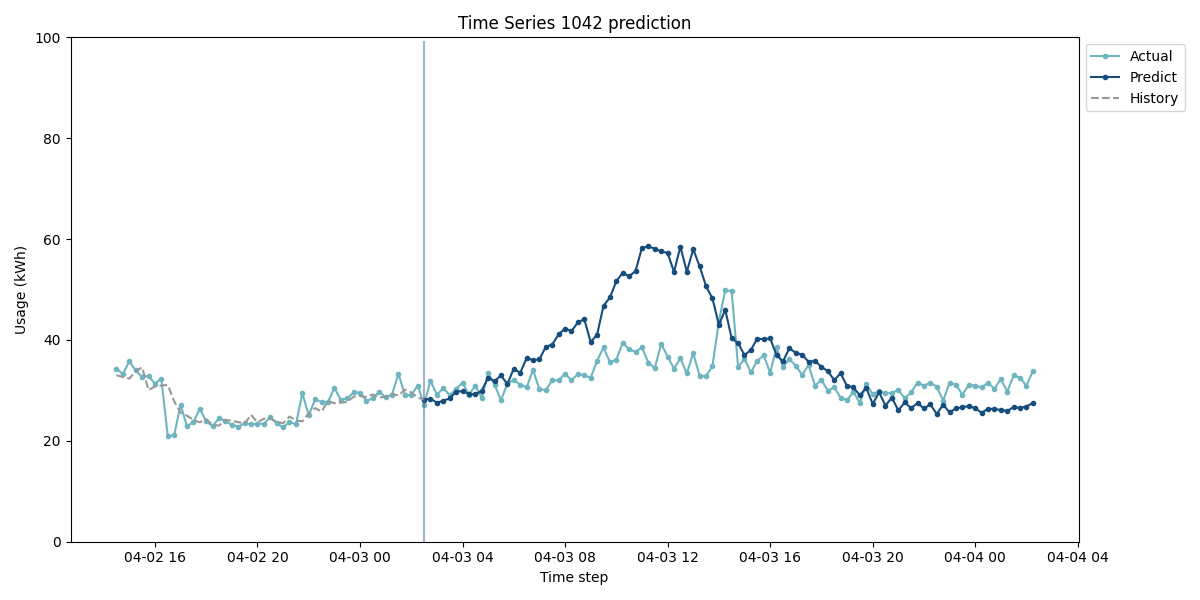 Time Series 1042 prediction
100
80
60
40
20
0
Usage (kWh)
04-02 16
04-02 20
04-03 00
04-03 04
04-03 08
04-03 12
04-03 16
04-03 20
04-04 00
04-04 04
Time step
Actual
Predict
History